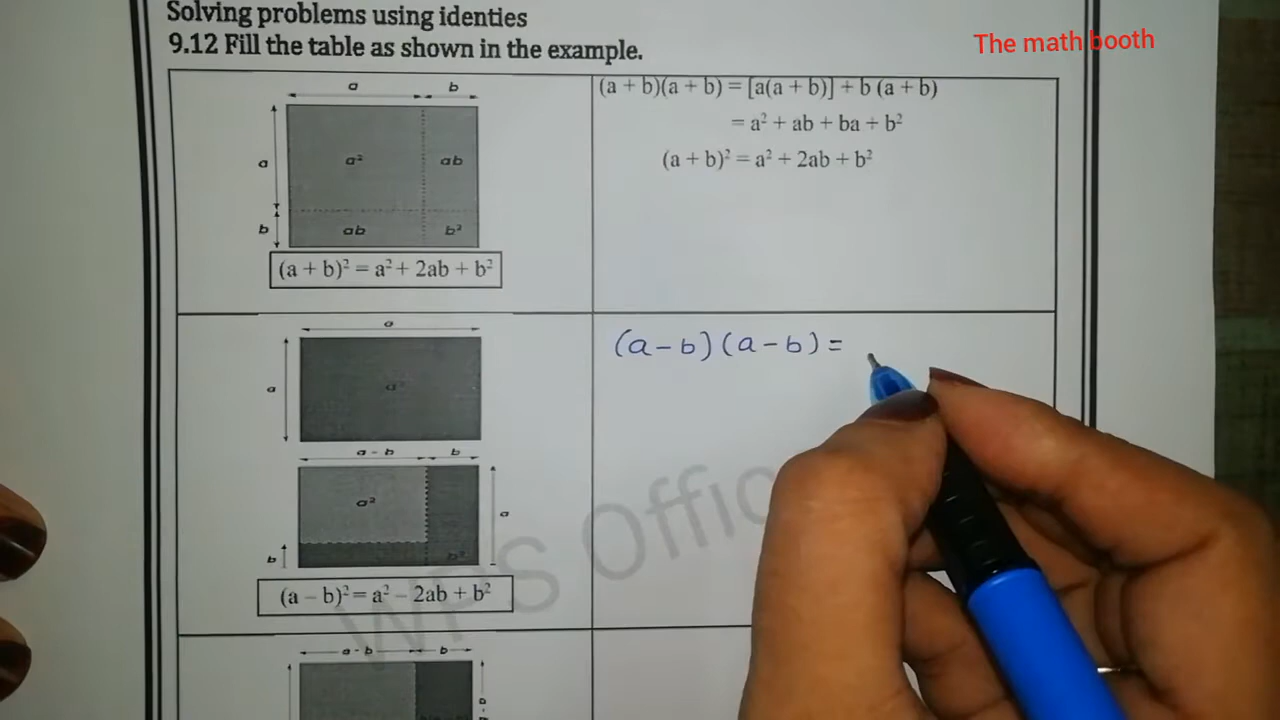 Solving problems using identies
9.12 Fill the table as shown in the example.
The math booth
a b
a
a² ab
b
ab b²
(a + b)² = a² + 2ab + b²
(a + b)(a + b) = [a(a + b)] + b (a + b)
= a² + ab + ba + b²
(a + b)² = a² + 2ab + b²
a
a
a²
a - b b
a²
a
b
b²
(a – b)² = a² – 2ab + b²
(a - b) (a - b) =
WPS Offic
a - b b